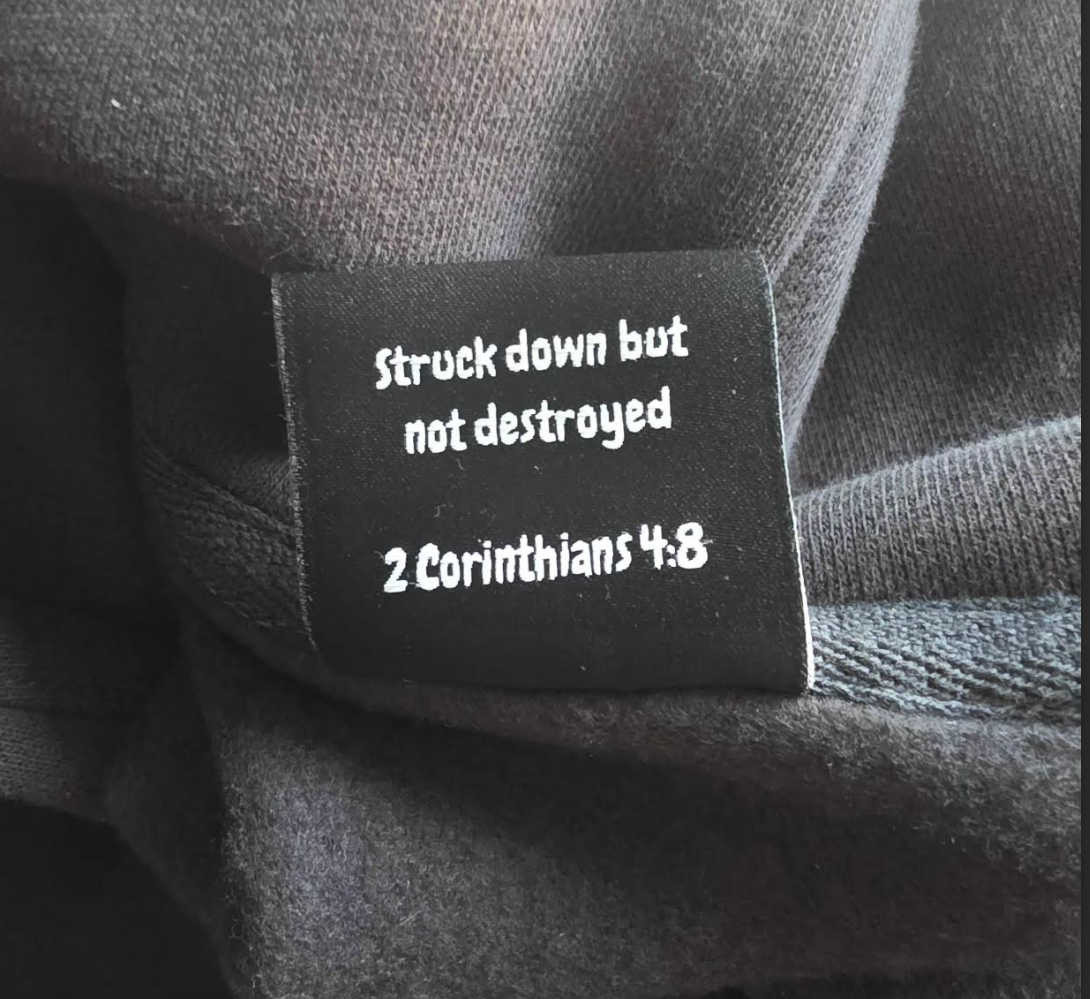 Struck down but
not destroyed
2 Corinthians 4:8